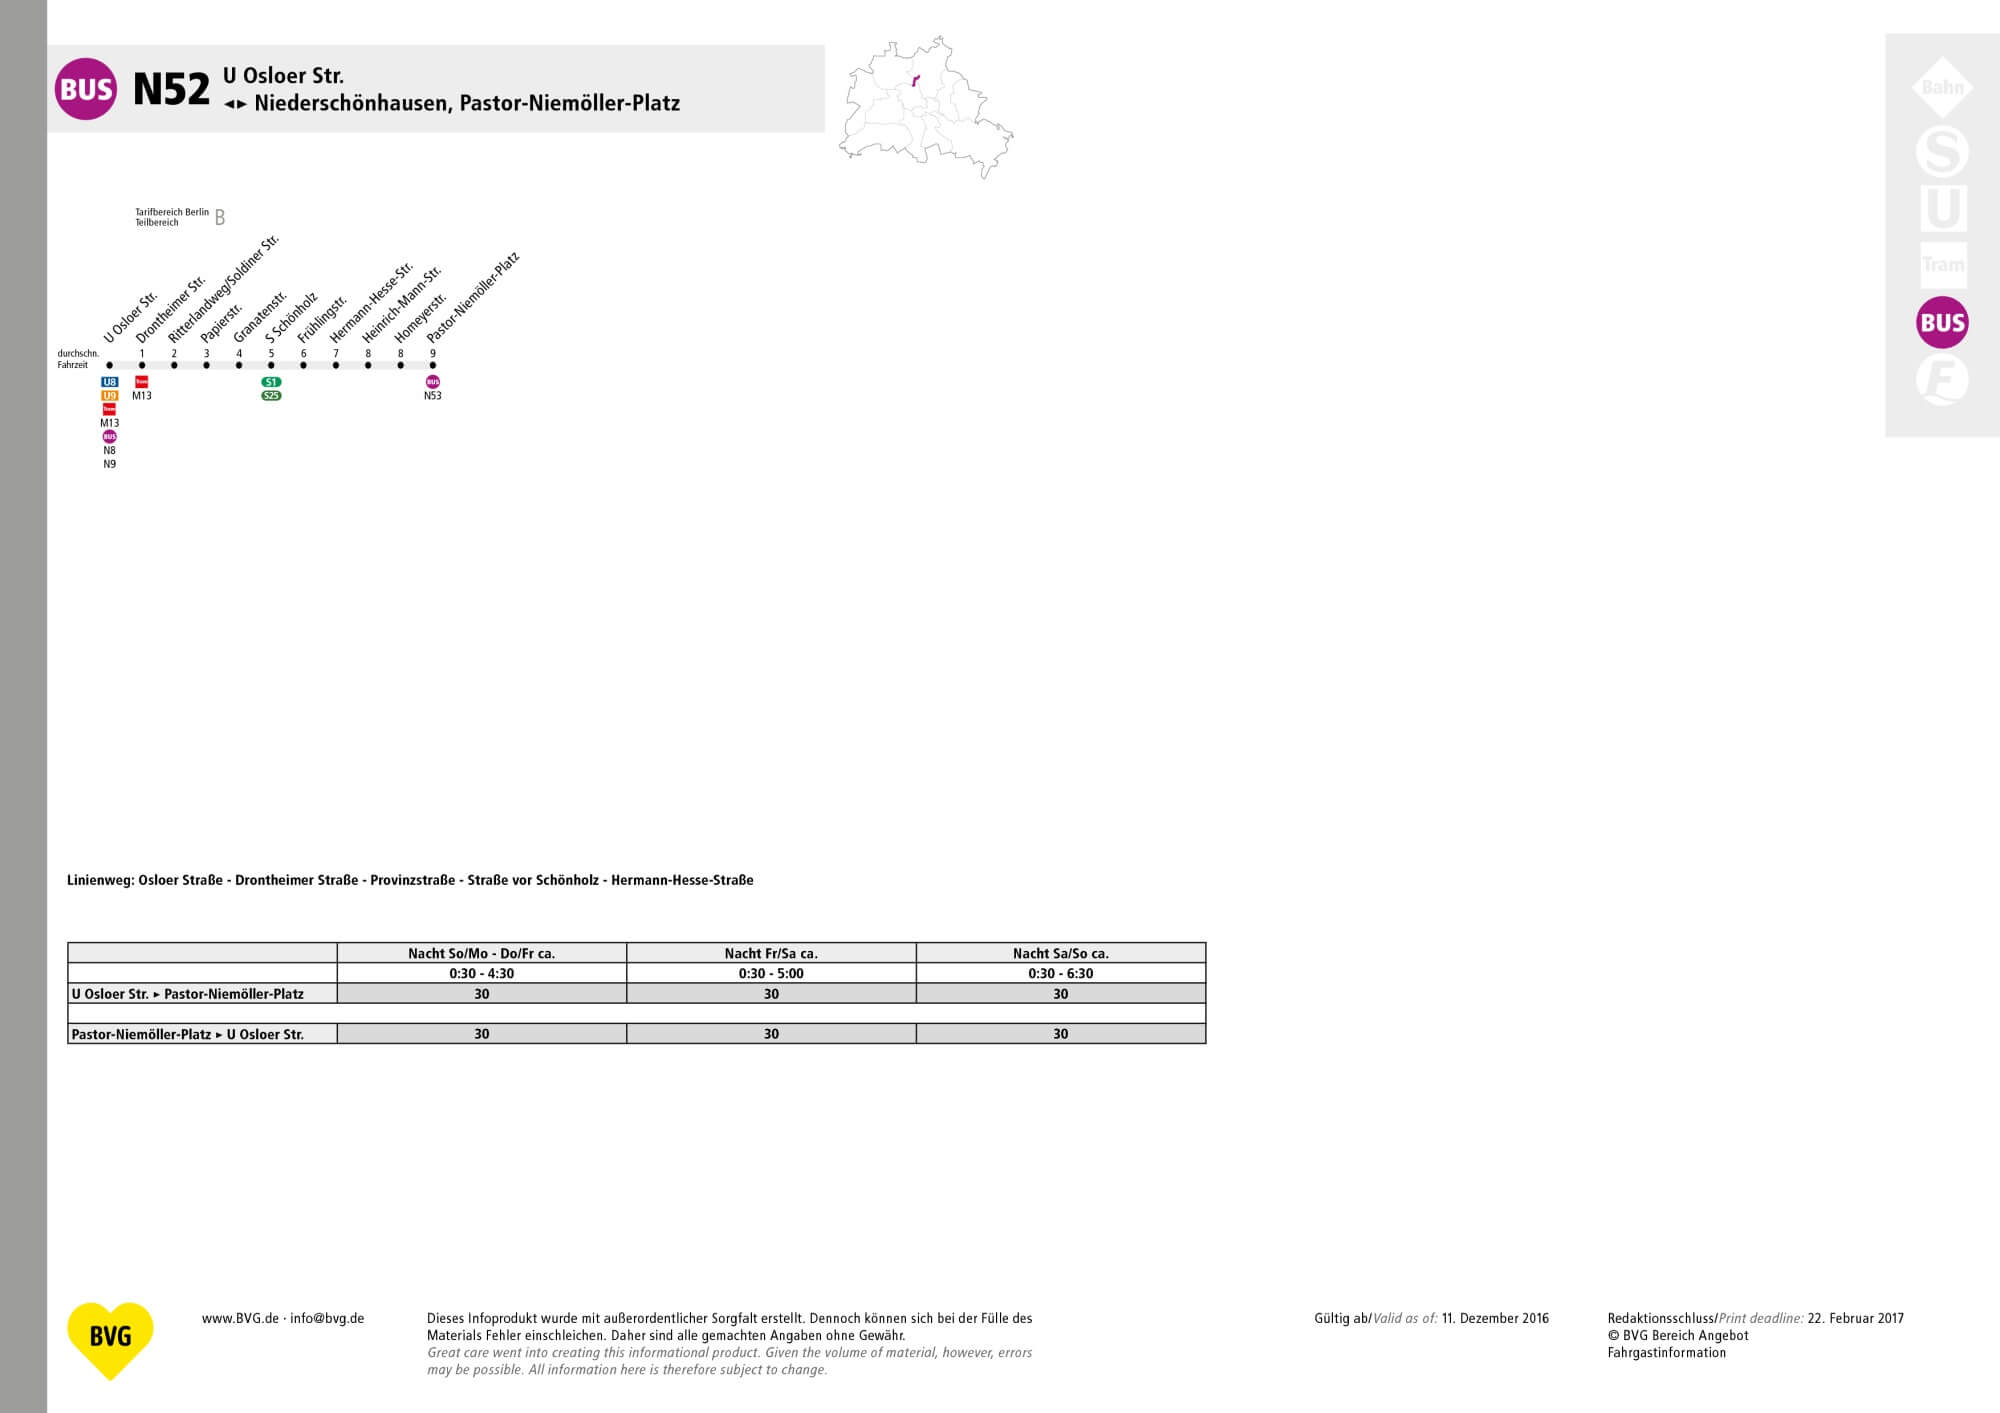 BUS N52 U Osloer Str.
◄► Niederschönhausen, Pastor-Niemöller-Platz
Bahn
S
U
Tram
BUS
F
Tarifbereich Berlin
Teilbereich
B
U Osloer Str.
Drontheimer Str.
Ritterlandweg/Soldiner Str.
Papierstr.
Granatenstr.
S Schönholz
Frühlingstr.
Hermann-Hesse-Str.
Heinrich-Mann-Str.
Homeyerstr.
Pastor-Niemöller-Platz
durchschn. 1 2 3 4 5 6 7 8 8 9
Fahrzeit
U8 Tram S1 BUS
U9 M13 S25 N53
Tram
M13
BUS
N8
N9
Linienweg: Osloer Straße - Drontheimer Straße - Provinzstraße - Straße vor Schönholz - Hermann-Hesse-Straße
Nacht So/Mo - Do/Fr ca. Nacht Fr/Sa ca. Nacht Sa/So ca.
0:30 - 4:30 0:30 - 5:00 0:30 - 6:30
U Osloer Str. ► Pastor-Niemöller-Platz 30 30 30
Pastor-Niemöller-Platz ► U Osloer Str. 30 30 30
BVG
www.BVG.de · info@bvg.de
Dieses Infoprodukt wurde mit außerordentlicher Sorgfalt erstellt. Dennoch können sich bei der Fülle des
Materials Fehler einschleichen. Daher sind alle gemachten Angaben ohne Gewähr.
Great care went into creating this informational product. Given the volume of material, however, errors
may be possible. All information here is therefore subject to change.
Gültig ab/Valid as of: 11. Dezember 2016
Redaktionsschluss/Print deadline: 22. Februar 2017
© BVG Bereich Angebot
Fahrgastinformation